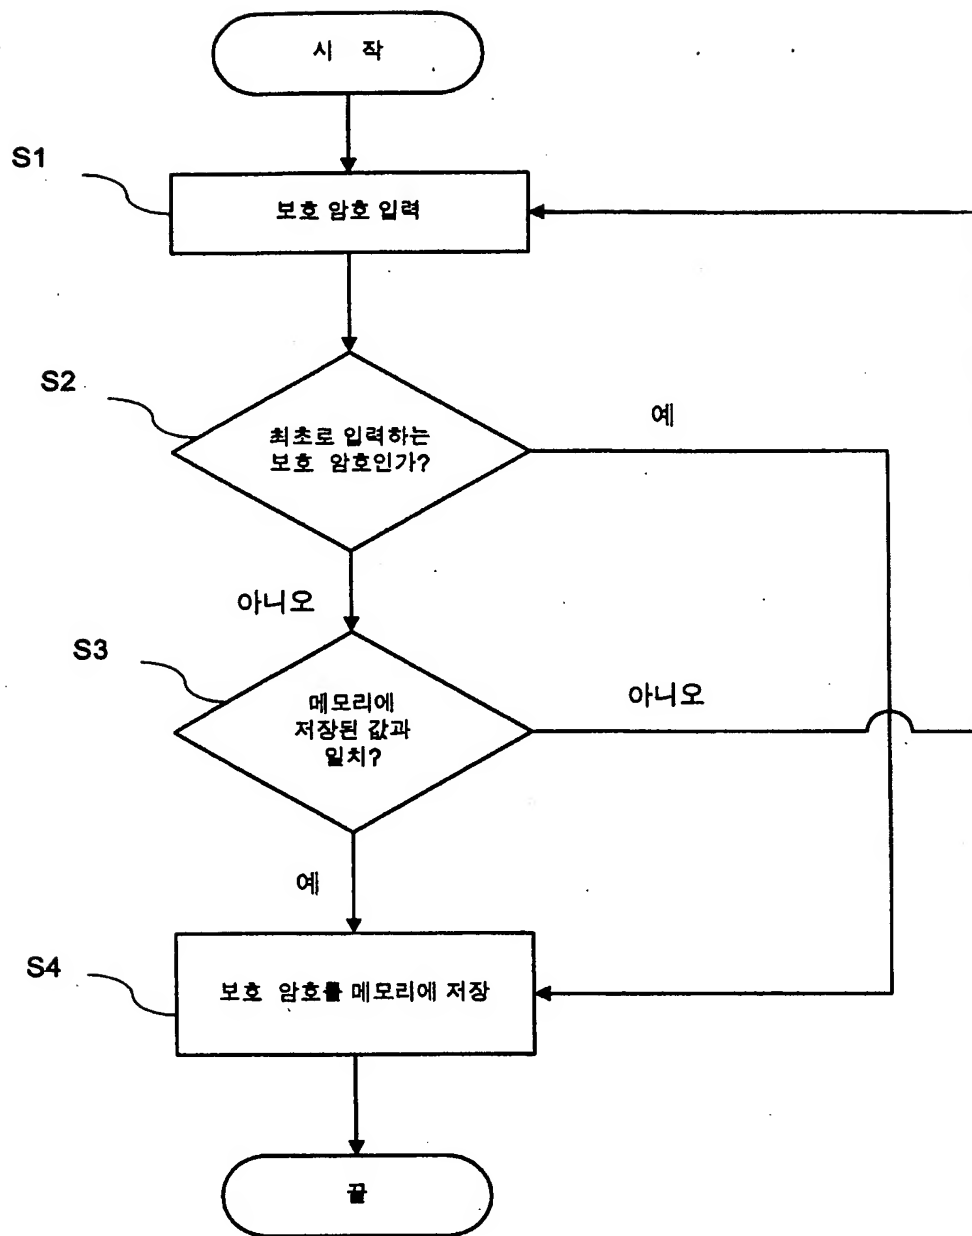 시 작
S1
보호 암호 입력
S2
최초로 입력하는
보호 암호인가?
예
아니오
S3
메모리에
저장된 값과
일치?
아니오
예
S4
보호 암호를 메모리에 저장
끝